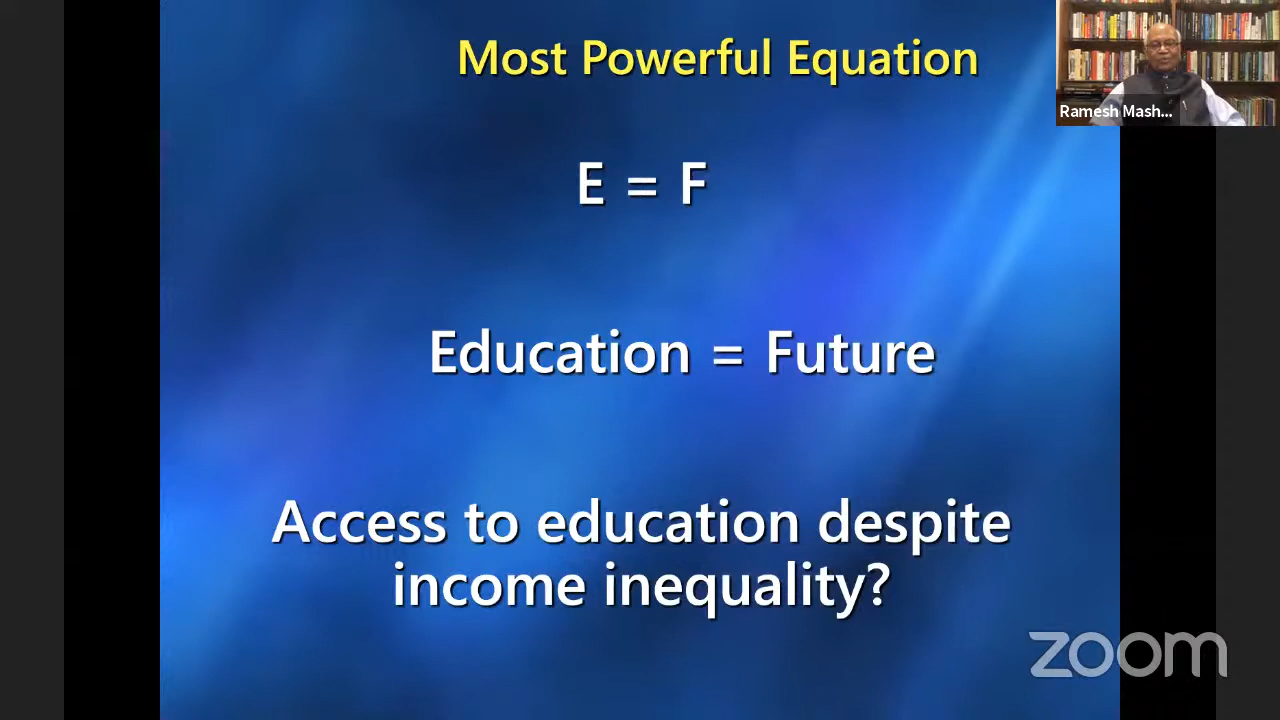 Most Powerful Equation
Ramesh Mash...
E = F
Education = Future
Access to education despite
income inequality?
zoom